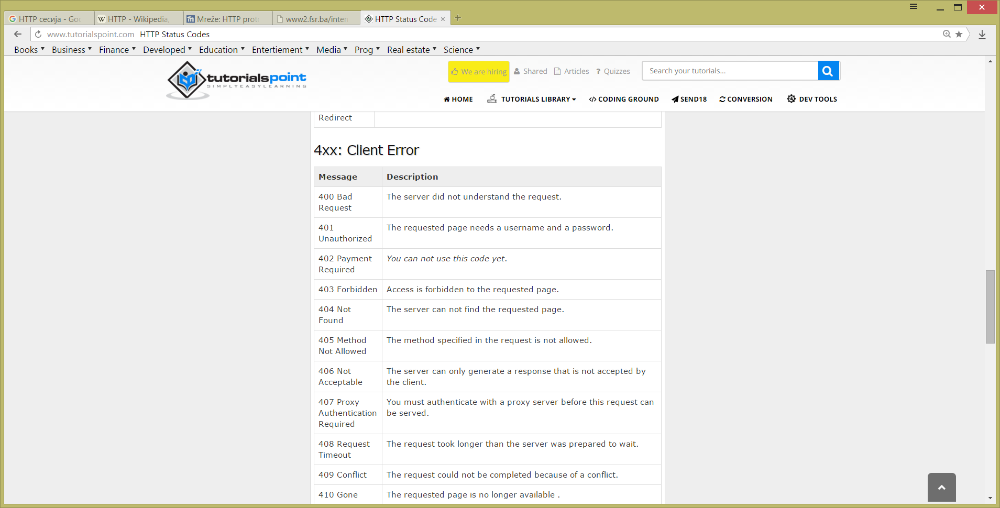 HTTP сесија - Goo
HTTP - Wikipedia,
Mreže: HTTP prot
www2.fsr.ba/inter
HTTP Status Code
www.tutorialspoint.com HTTP Status Codes
Books Business Finance Developed Education Entertiement Media Prog Real estate Science
tutorialspoint
SIMPLYEASYLEARNING
We are hiring Shared Articles ? Quizzes
Search your tutorials...
HOME TUTORIALS LIBRARY </> CODING GROUND SEND18 CONVERSION DEV TOOLS
Redirect
4xx: Client Error
Message Description
400 Bad
Request
The server did not understand the request.
401
Unauthorized
The requested page needs a username and a password.
402 Payment
Required
You can not use this code yet.
403 Forbidden
Access is forbidden to the requested page.
404 Not
Found
The server can not find the requested page.
405 Method
Not Allowed
The method specified in the request is not allowed.
406 Not
Acceptable
The server can only generate a response that is not accepted by
the client.
407 Proxy
Authentication
Required
You must authenticate with a proxy server before this request can
be served.
408 Request
Timeout
The request took longer than the server was prepared to wait.
409 Conflict
The request could not be completed because of a conflict.
410 Gone
The requested page is no longer available .